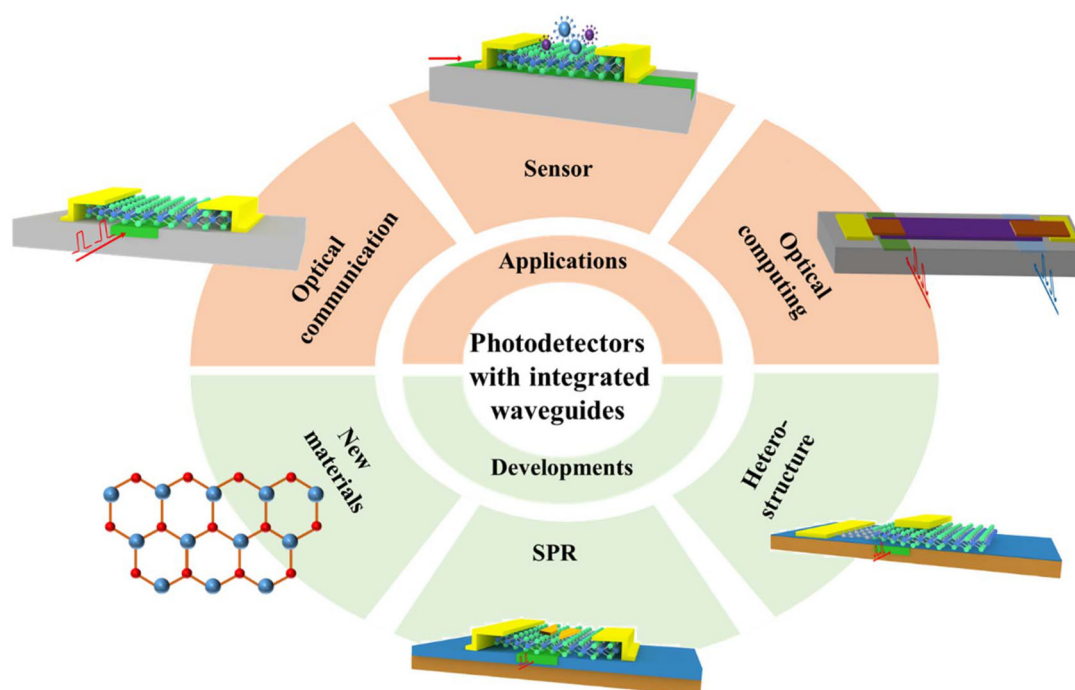 Sensor
Optical
communication
Optical
computing
Applications
Photodetectors
with integrated
waveguides
Developments
New
materials
Hetero-
structure
SPR